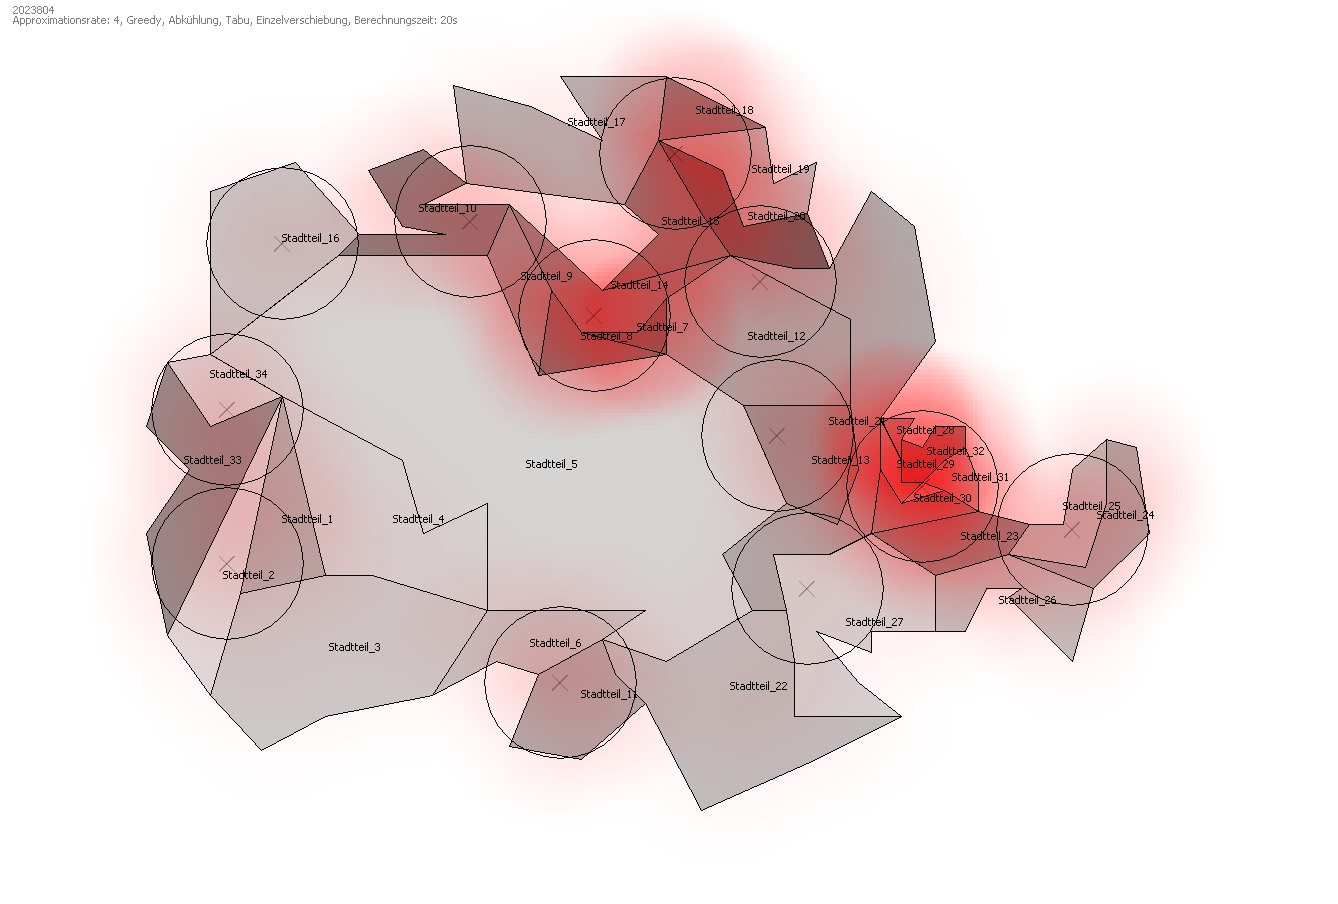 2023804
Approximationsrate: 4, Greedy, Abkühlung, Tabu, Einzelverschiebung, Berechnungszeit: 20s
Stadtteil_18
Stadtteil_17
Stadtteil_19
Stadtteil_10
Stadtteil_20
Stadtteil_15
Stadtteil_16
Stadtteil_9
Stadtteil_14
Stadtteil_7
Stadtteil_8
Stadtteil_12
Stadtteil_34
Stadtteil_21
Stadtteil_28
Stadtteil_32
Stadtteil_33
Stadtteil_5
Stadtteil_13
Stadtteil_29
Stadtteil_31
Stadtteil_30
Stadtteil_25
Stadtteil_24
Stadtteil_1
Stadtteil_4
Stadtteil_23
Stadtteil_2
Stadtteil_26
Stadtteil_27
Stadtteil_6
Stadtteil_3
Stadtteil_22
Stadtteil_11